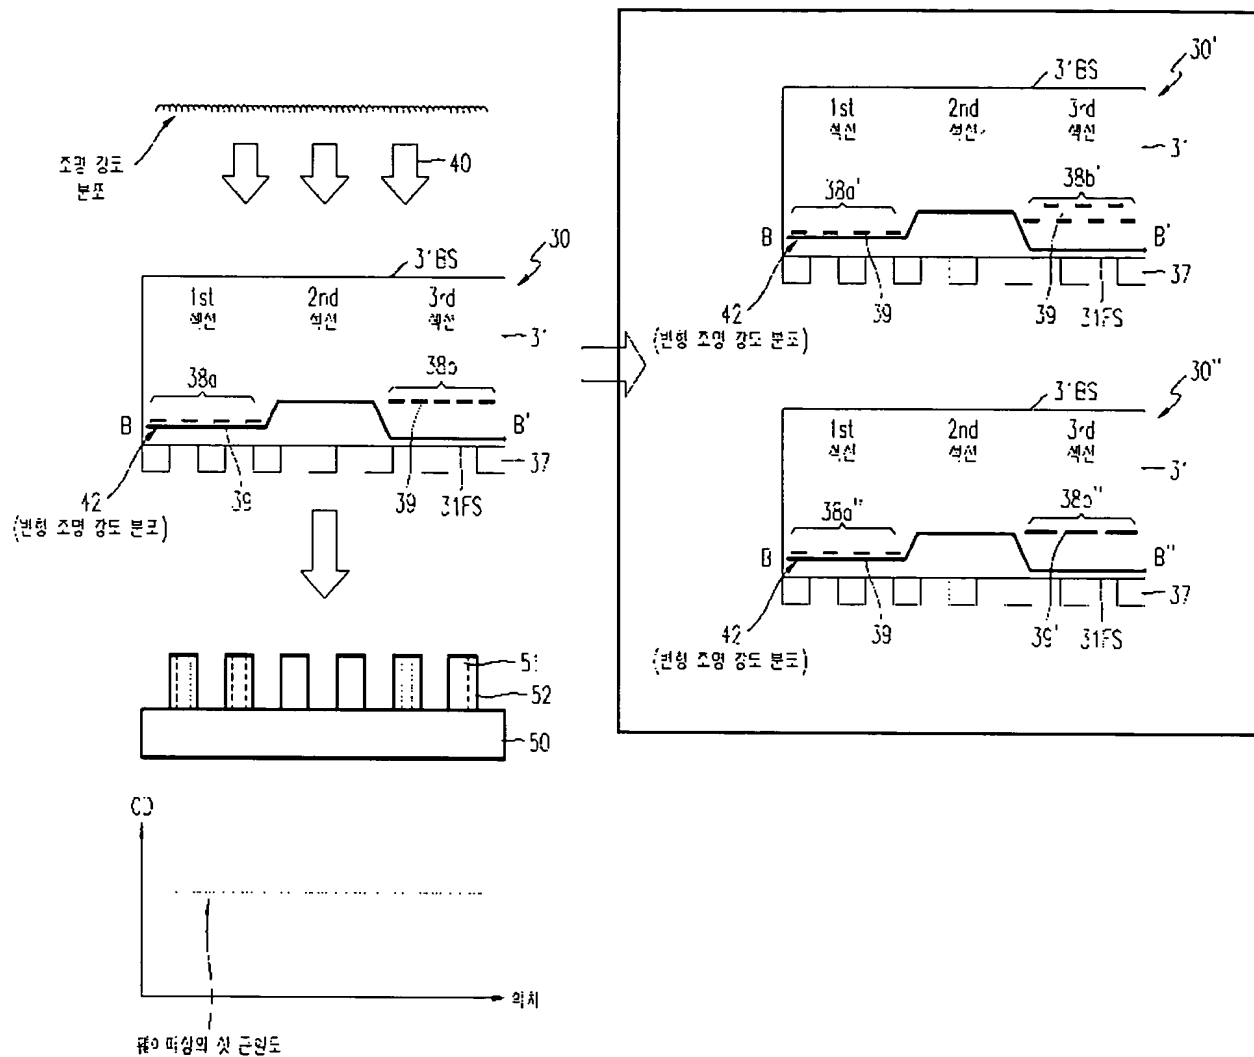 조명 강도
분포
40
30
3'BS
1st
섹션
2nd
섹션
3rd
섹션
3'
38a
38b
B
B'
37
42
39
39
31FS
(변형 조명 강도 분포)
51
52
50
CD
위치
30'
3'BS
1st
섹션
2nd
섹션
3rd
섹션
3'
38a'
38b'
B
B'
37
42
39
39
31FS
(변형 조명 강도 분포)
30"
3'BS
1st
섹션
2nd
섹션
3rd
섹션
3'
38a"
38b"
B
B"
37
42
39
39'
31FS
(변형 조명 강도 분포)